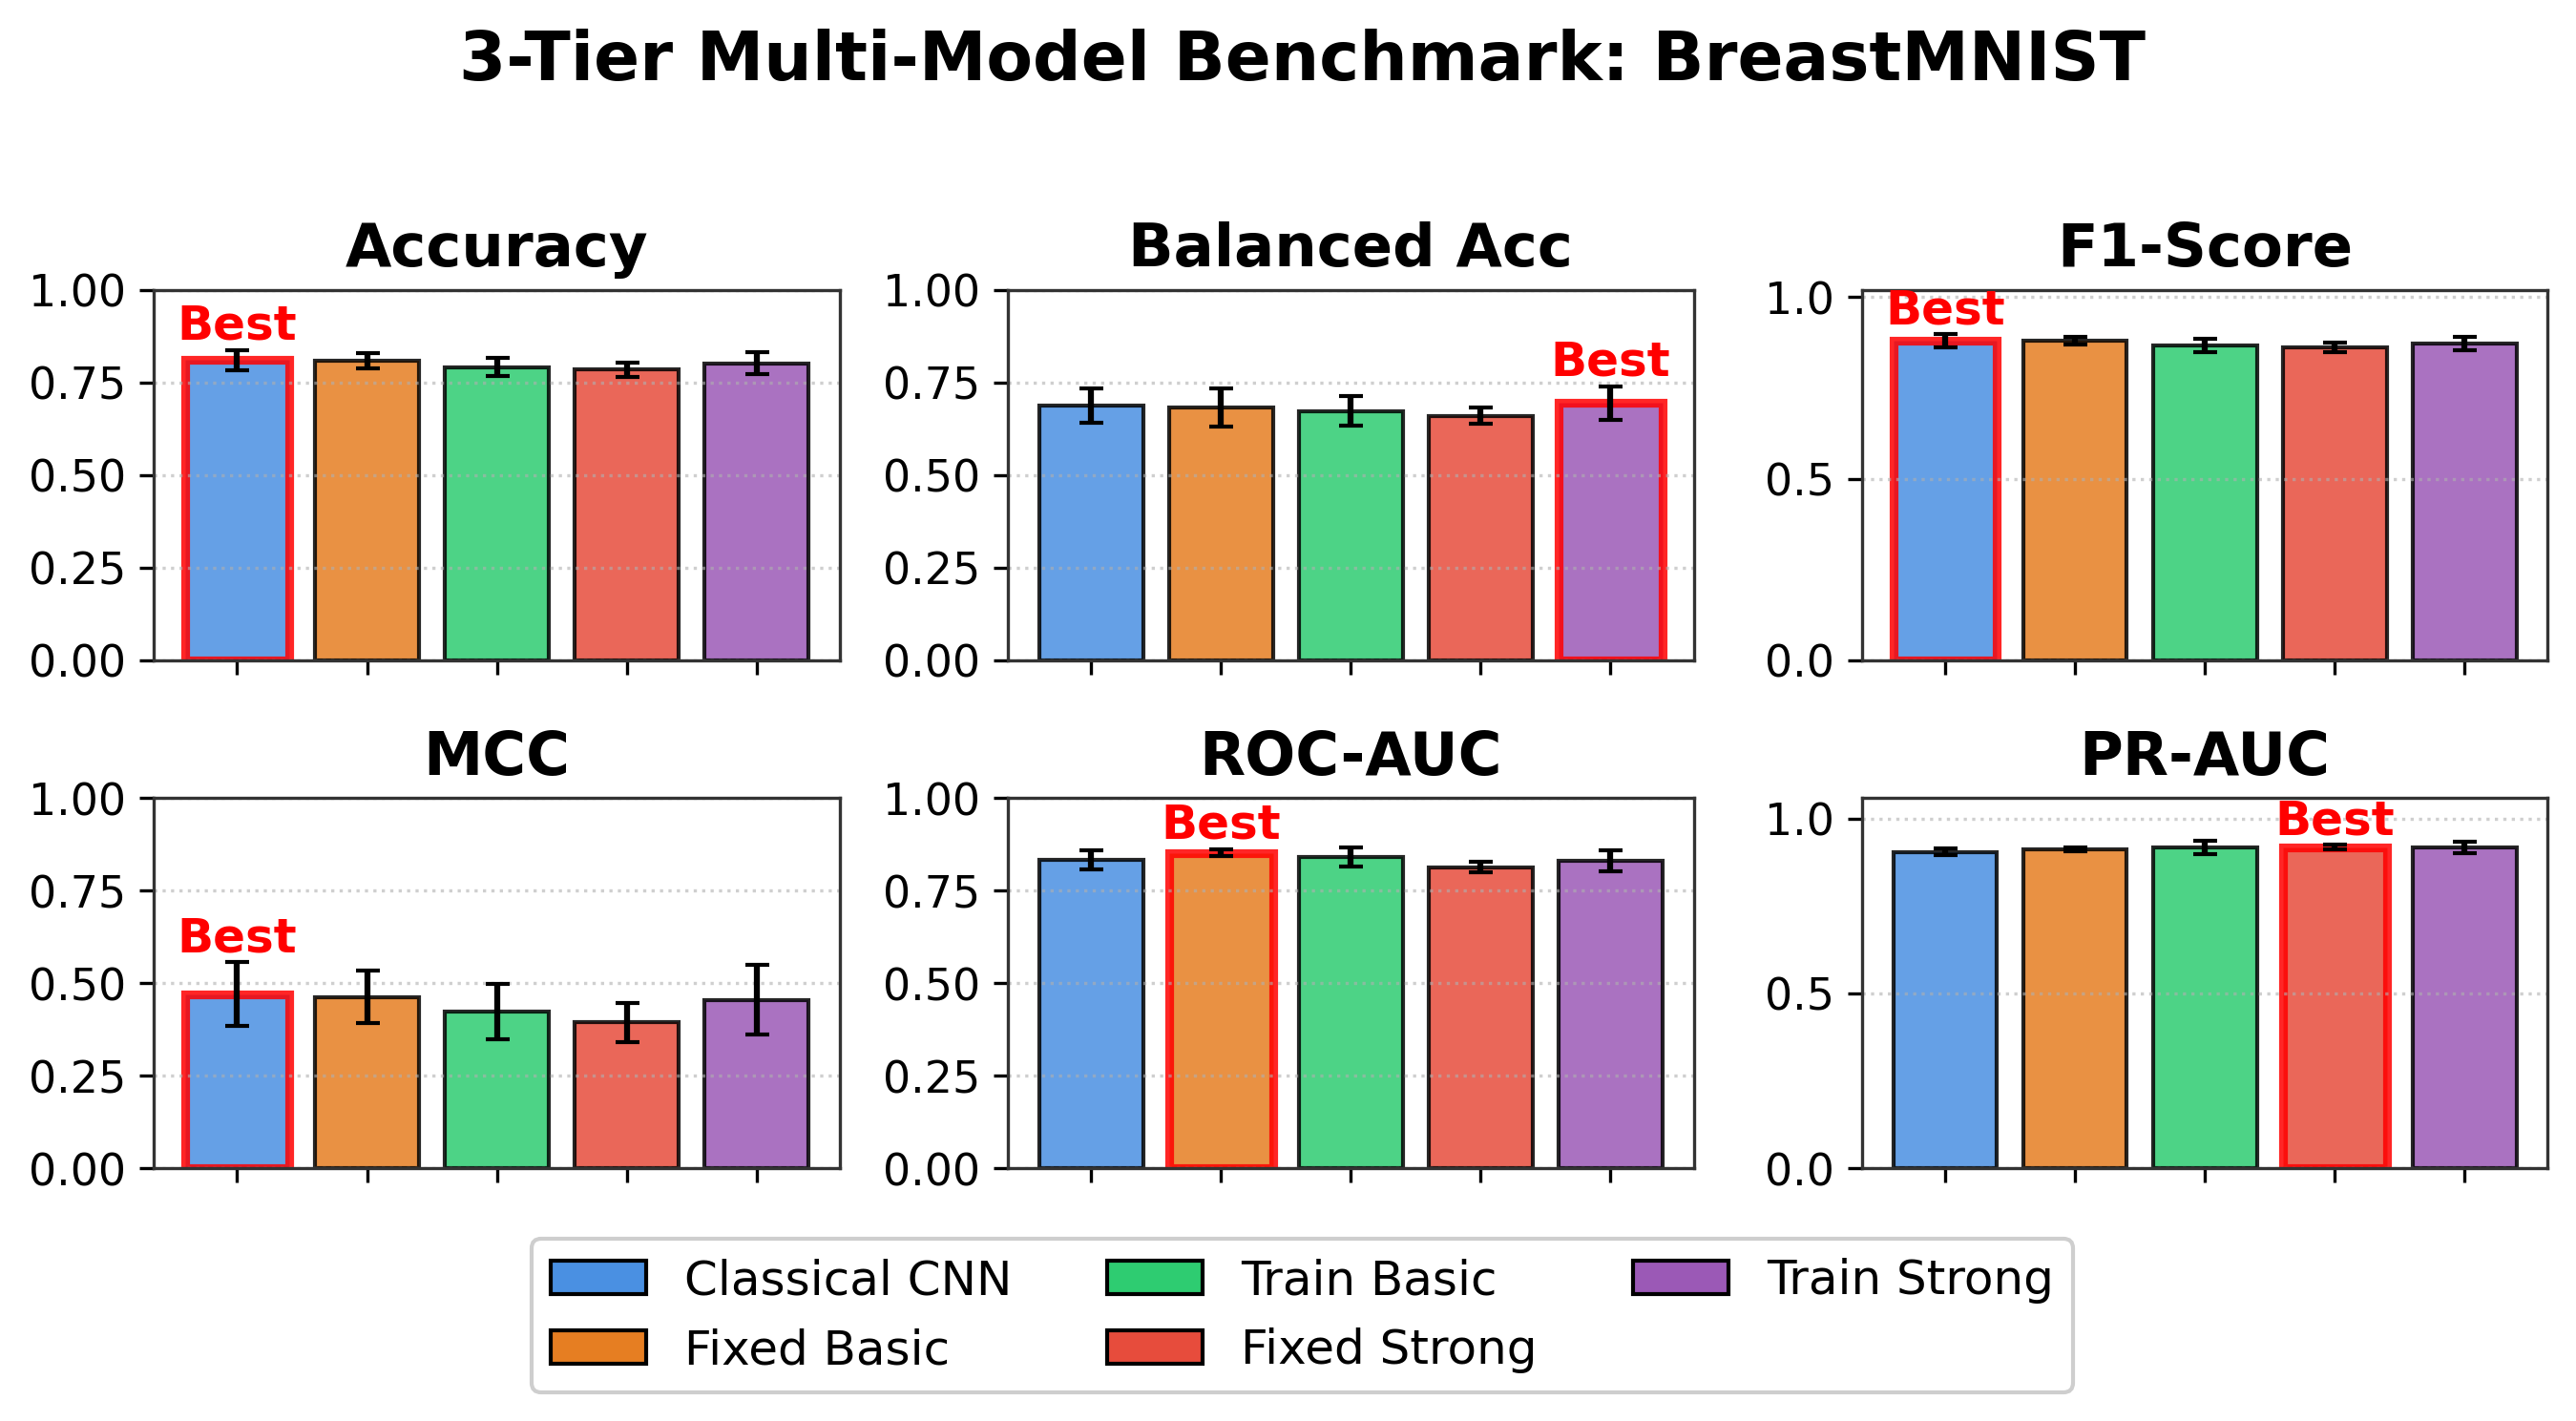 3-Tier Multi-Model Benchmark: BreastMNIST
Accuracy
1.00
0.75
0.50
0.25
0.00
Best
Balanced Acc
1.00
0.75
0.50
0.25
0.00
Best
F1-Score
1.0
0.5
0.0
Best
MCC
1.00
0.75
0.50
0.25
0.00
Best
ROC-AUC
1.00
0.75
0.50
0.25
0.00
Best
PR-AUC
1.0
0.5
0.0
Best
Classical CNN
Fixed Basic
Train Basic
Fixed Strong
Train Strong